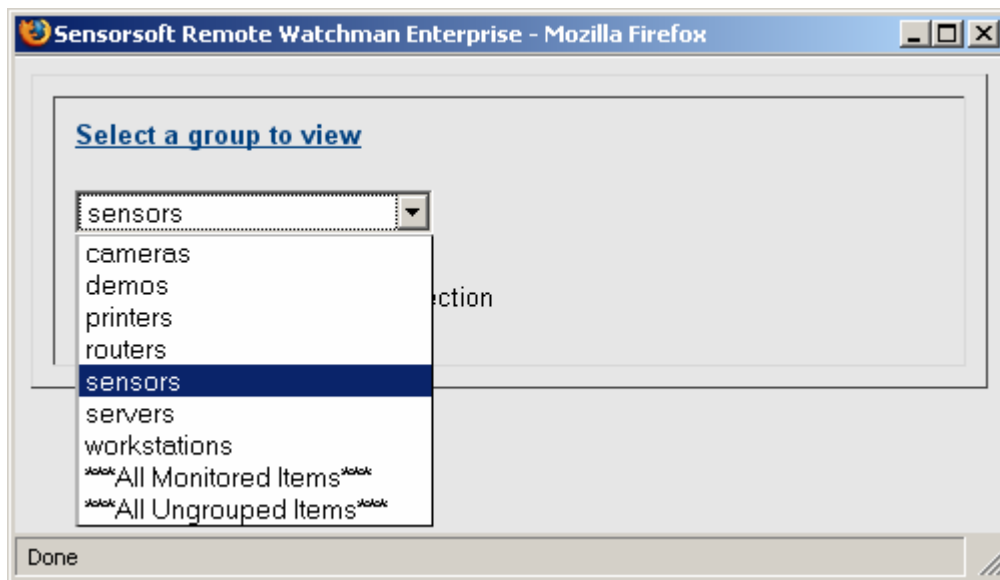 Sensorsoft Remote Watchman Enterprise - Mozilla Firefox
Select a group to view
sensors
cameras
demos
printers
routers
sensors
servers
workstations
***All Monitored Items***
***All Ungrouped Items***
Done